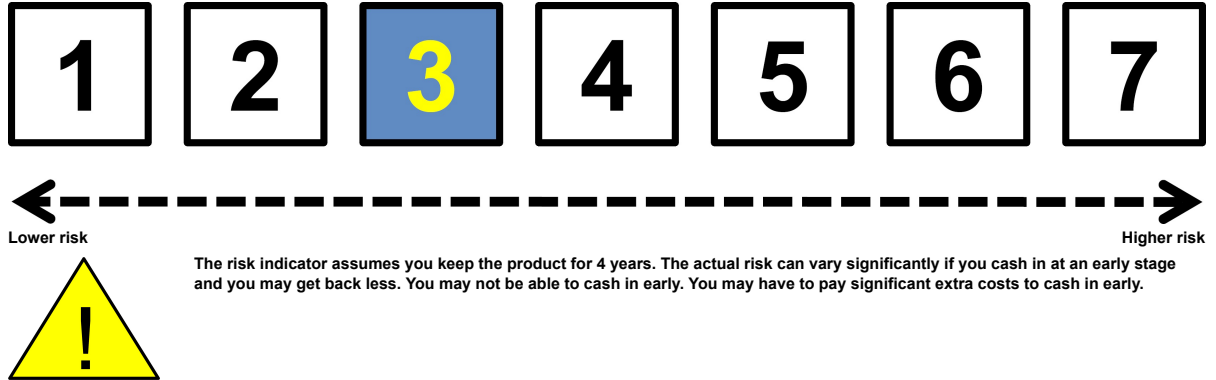 1 2 3 4 5 6 7
Lower risk Higher risk
The risk indicator assumes you keep the product for 4 years. The actual risk can vary significantly if you cash in at an early stage
and you may get back less. You may not be able to cash in early. You may have to pay significant extra costs to cash in early.
!